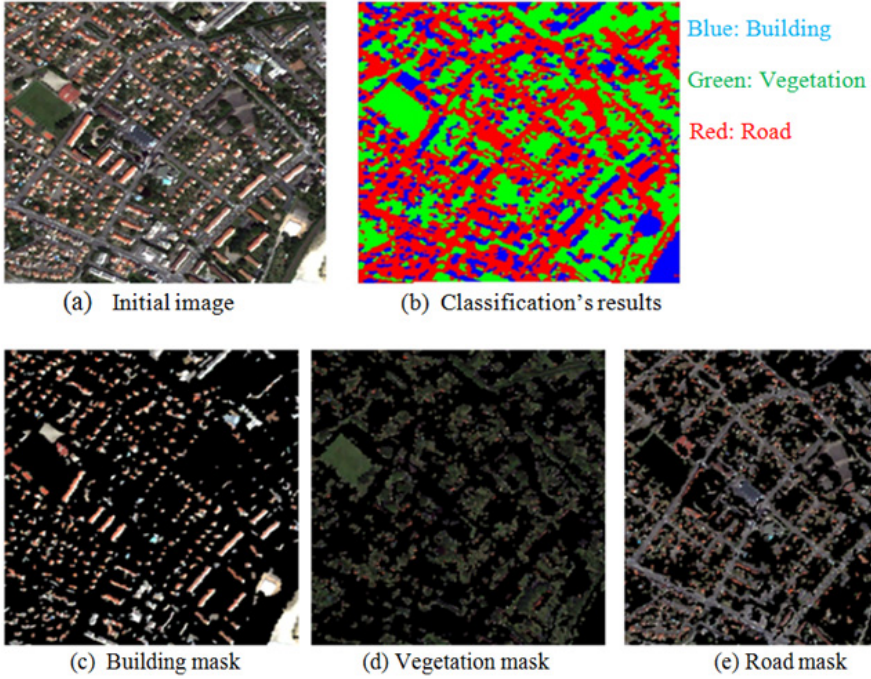 Blue: Building
Green: Vegetation
Red: Road
(a) Initial image
(b) Classification's results
(c) Building mask
(d) Vegetation mask
(e) Road mask